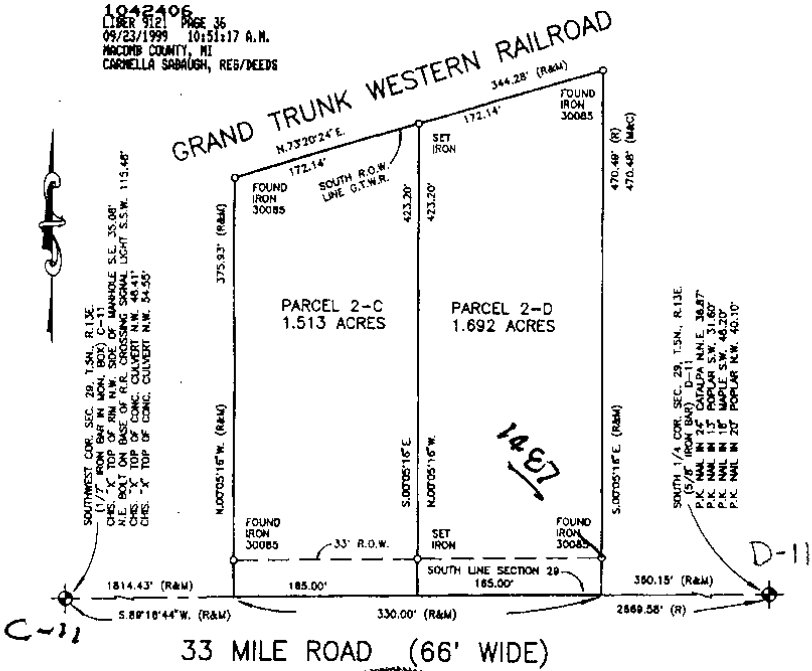 1042406
LIBER 9121 PAGE 36
09/23/1999 10:51:17 A.M.
MACOMB COUNTY, MI
CARMELLA SABAUGH, REG/DEEDS
GRAND TRUNK WESTERN RAILROAD
344.28' (R&M)
N.73°20'24"E.
172.14'
172.14'
SOUTH R.O.W.
LINE G.T.W.R.
FOUND
IRON
30085
SET
IRON
FOUND
IRON
30085
375.93' (R&M)
423.20'
423.20'
470.49' (R)
470.48' (M&C)
PARCEL 2-C
1.513 ACRES
PARCEL 2-D
1.692 ACRES
1487
SOUTHWEST COR. SEC. 29, T.5N., R.13E.
(1/2" IRON BAR IN MON. BOX) C-11
CHIS. "X" TOP OF RIM N.W. SIDE OF MANHOLE S.E. 35.08'
N.E. BOLT ON BASE OF R.R. CROSSING SIGNAL LIGHT S.S.W. 115.46'
CHIS. "X" TOP OF CONC. CULVERT N.W. 48.41'
CHIS. "X" TOP OF CONC. CULVERT N.W. 54.55'
SOUTH 1/4 COR. SEC. 29, T.5N., R.13E.
(5/8" IRON BAR) D-11
P.K. NAIL IN 24" CATALPA N.N.E. 38.87'
P.K. NAIL IN 13" POPLAR S.W. 31.60'
P.K. NAIL IN 18" MAPLE S.W. 48.20'
P.K. NAIL IN 20" POPLAR N.W. 40.10'
N.00°05'16"W. (R&M)
S.00°05'16"E.
N.00°05'16"W.
S.00°05'16"E. (R&M)
FOUND
IRON
30085
SET
IRON
FOUND
IRON
30085
33' R.O.W.
SOUTH LINE SECTION 29
1814.43' (R&M)
165.00'
165.00'
360.15' (R&M)
S.89°16'44"W. (R&M)
330.00' (R&M)
2669.58' (R)
C-11
D-11
33 MILE ROAD (66' WIDE)